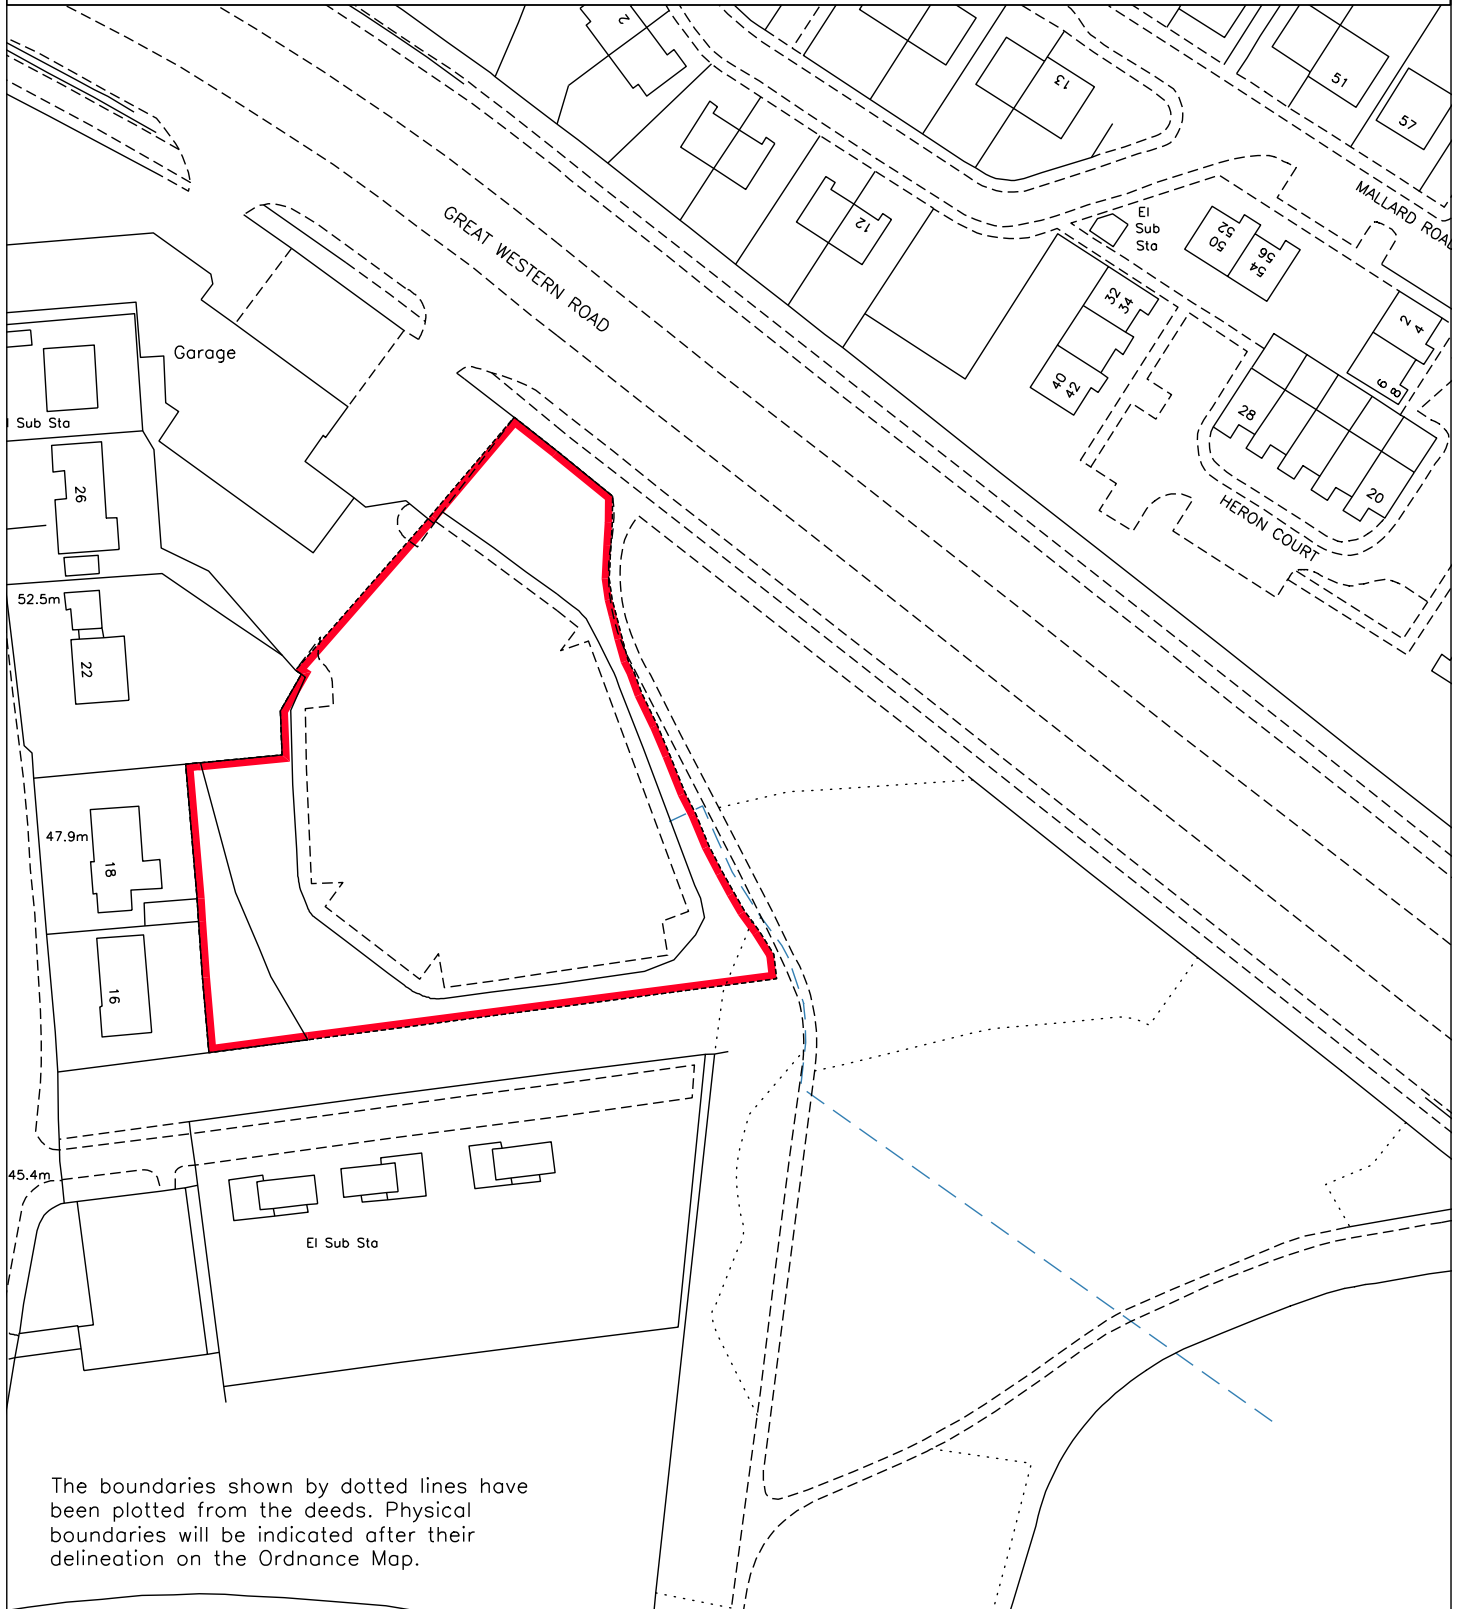 2
13
51
57
MALLARD ROA
El
Sub
Sta
12
52
50
56
54
GREAT WESTERN ROAD
32
34
2
4
Garage
40
42
6
8
28
l Sub Sta
26
20
HERON COURT
52.5m
22
47.9m
18
16
45.4m
El Sub Sta
The boundaries shown by dotted lines have
been plotted from the deeds. Physical
boundaries will be indicated after their
delineation on the Ordnance Map.